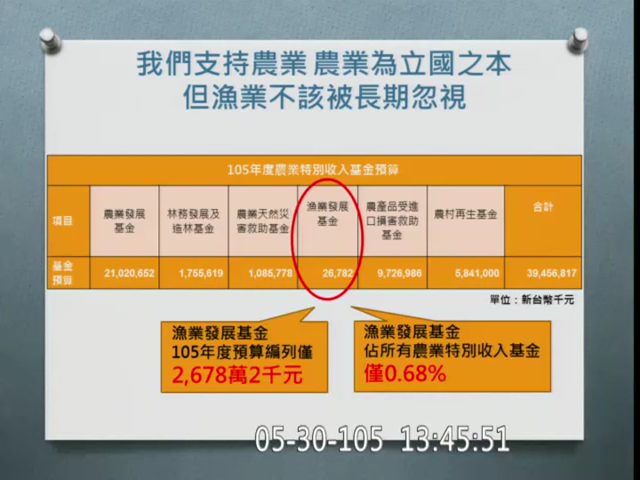 我們支持農業 農業為立國之本
但漁業不該被長期忽視
105年度農業特別收入基金預算
項目
農業發展
基金
林務發展及
造林基金
農業天然災
害救助基金
漁業發展
基金
農產品受進
口損害救助
基金
農村再生基金
合計
基金
預算
21,020,652
1,755,619
1,085,778
26,782
9,726,986
5,841,000
39,456,817
單位：新台幣千元
漁業發展基金
105年度預算編列僅
2,678萬2千元
漁業發展基金
佔所有農業特別收入基金
僅0.68%
05-30-105 13:45:51